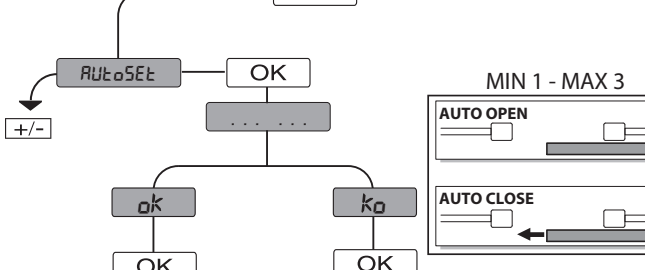 AUtoSEt
OK
MIN 1 - MAX 3
+/-
... ...
AUTO OPEN
ok
ko
AUTO CLOSE
OK
OK